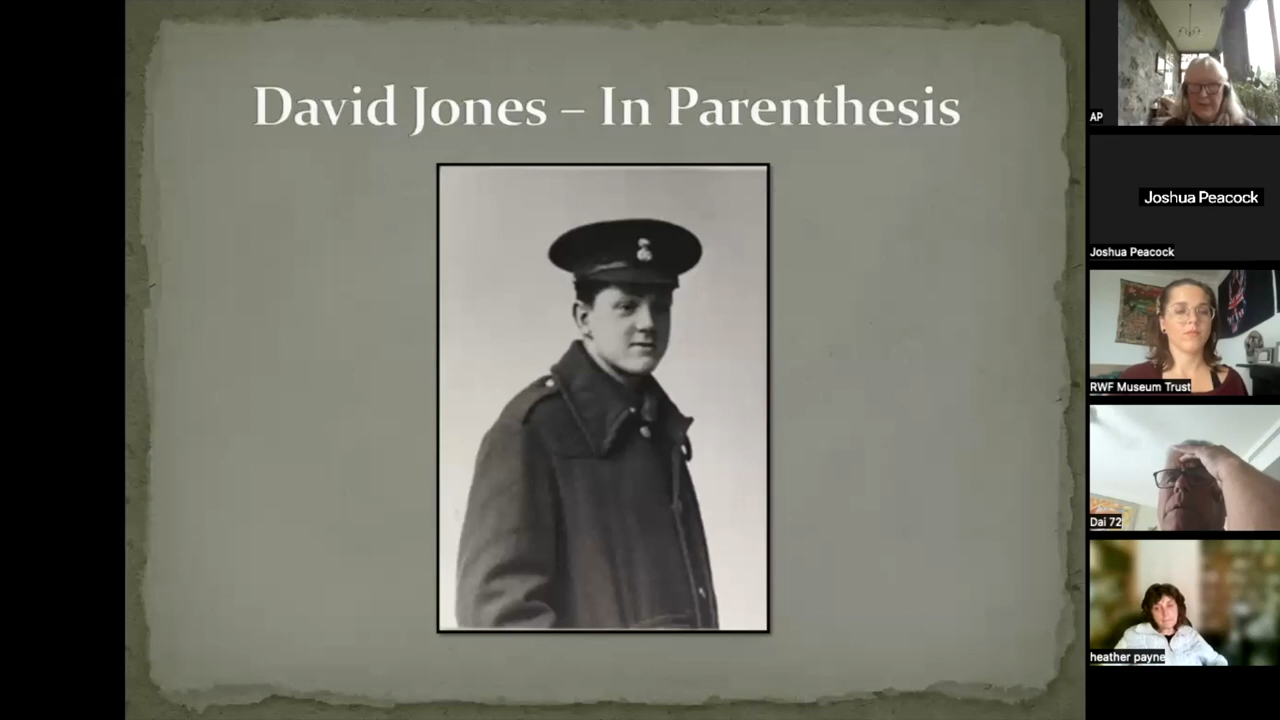 David Jones – In Parenthesis
AP
Joshua Peacock
Joshua Peacock
RWF Museum Trust
Dai 72
heather payne